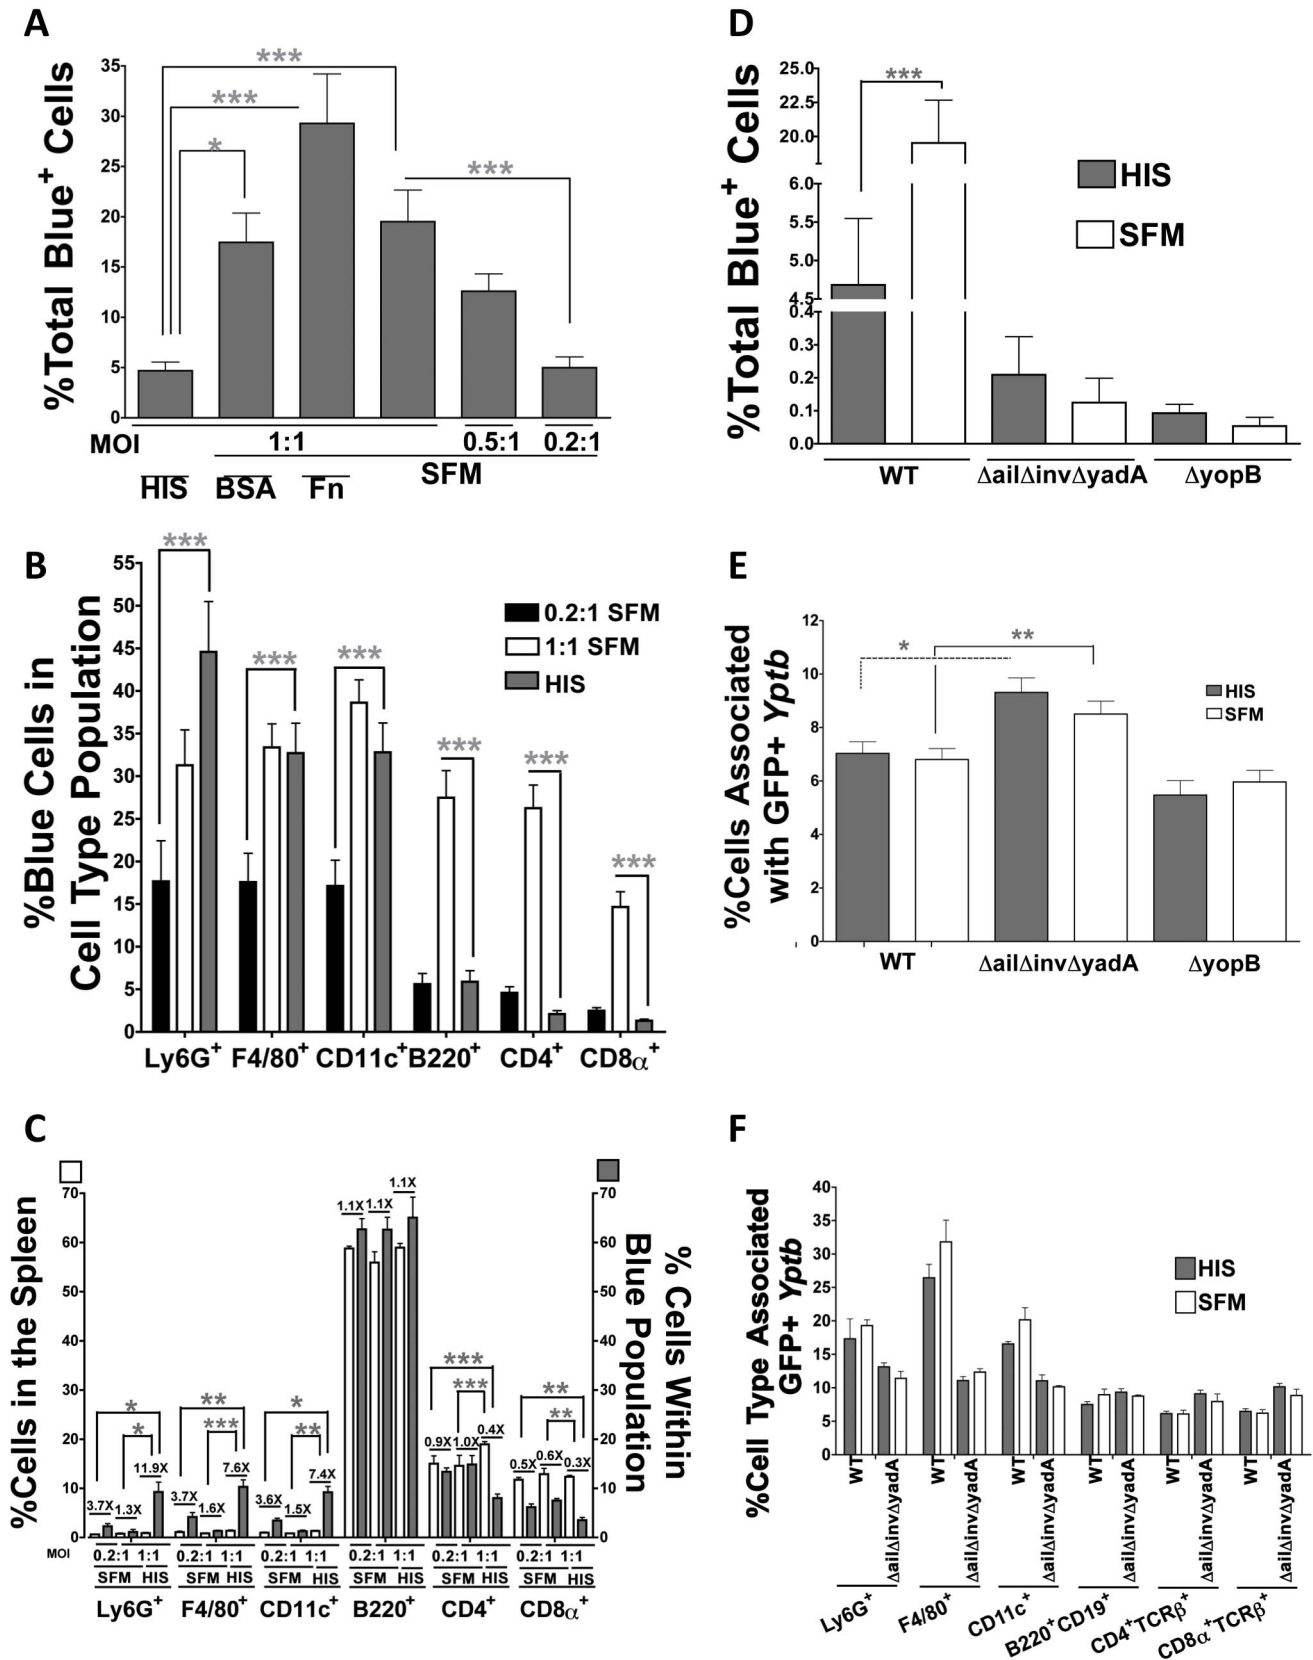 A
%Total Blue+ Cells
35
30
25
20
15
10
5
0
***
***
*
***
MOI
1:1
0.5:1
0.2:1
SFM
HIS
BSA
Fn
B
%Blue Cells in
Cell Type Population
55
50
45
40
35
30
25
20
15
10
5
0
***
***
***
***
***
***
0.2:1 SFM
1:1 SFM
HIS
Ly6G+
F4/80+
CD11c+
B220+
CD4+
CD8α+
C
%Cells in the Spleen
70
60
50
40
30
20
10
0
* * 3.7X 1.3X 11.9X
** *** 3.7X 1.6X 7.6X
* ** 3.6X 1.5X 7.4X
1.1X 1.1X 1.1X
*** *** 0.9X 1.0X 0.4X
** ** 0.5X 0.6X 0.3X
70
60
50
40
30
20
10
0
% Cells Within
Blue Population
MOI
0.2:1 1:1 0.2:1 1:1 0.2:1 1:1 0.2:1 1:1 0.2:1 1:1 0.2:1 1:1
SFM HIS SFM HIS SFM HIS SFM HIS SFM HIS SFM HIS
Ly6G+ F4/80+ CD11c+ B220+ CD4+ CD8α+
D
%Total Blue+ Cells
25.0
22.5
20.0
6.0
5.5
5.0
4.5
0.4
0.3
0.2
0.1
0.0
***
HIS
SFM
WT
ΔailΔinvΔyadA
ΔyopB
E
%Cells Associated
with GFP+ Yptb
12
10
8
6
4
2
0
*
**
HIS
SFM
WT
ΔailΔinvΔyadA
ΔyopB
F
%Cell Type Associated
GFP+ Yptb
40
35
30
25
20
15
10
5
0
HIS
SFM
WT
ΔailΔinvΔyadA
WT
ΔailΔinvΔyadA
WT
ΔailΔinvΔyadA
WT
ΔailΔinvΔyadA
WT
ΔailΔinvΔyadA
WT
ΔailΔinvΔyadA
Ly6G+
F4/80+
CD11c+
B220+CD19+
CD4+TCRβ+
CD8α+TCRβ+